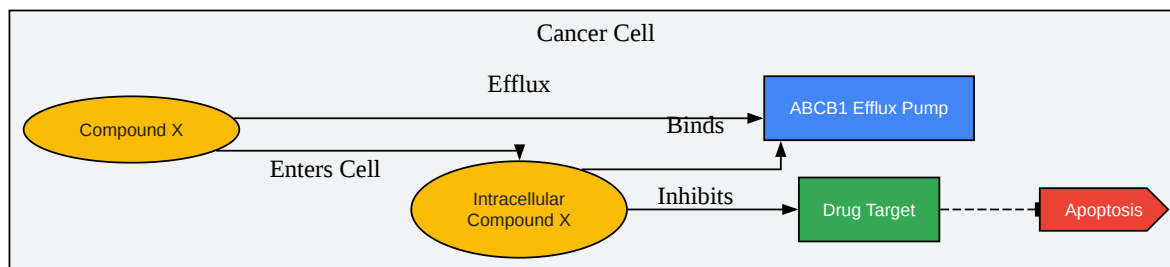 Cancer Cell
Efflux
ABCB1 Efflux Pump
Compound X
Binds
Enters Cell
Intracellular
Compound X
Inhibits
Drug Target
Apoptosis